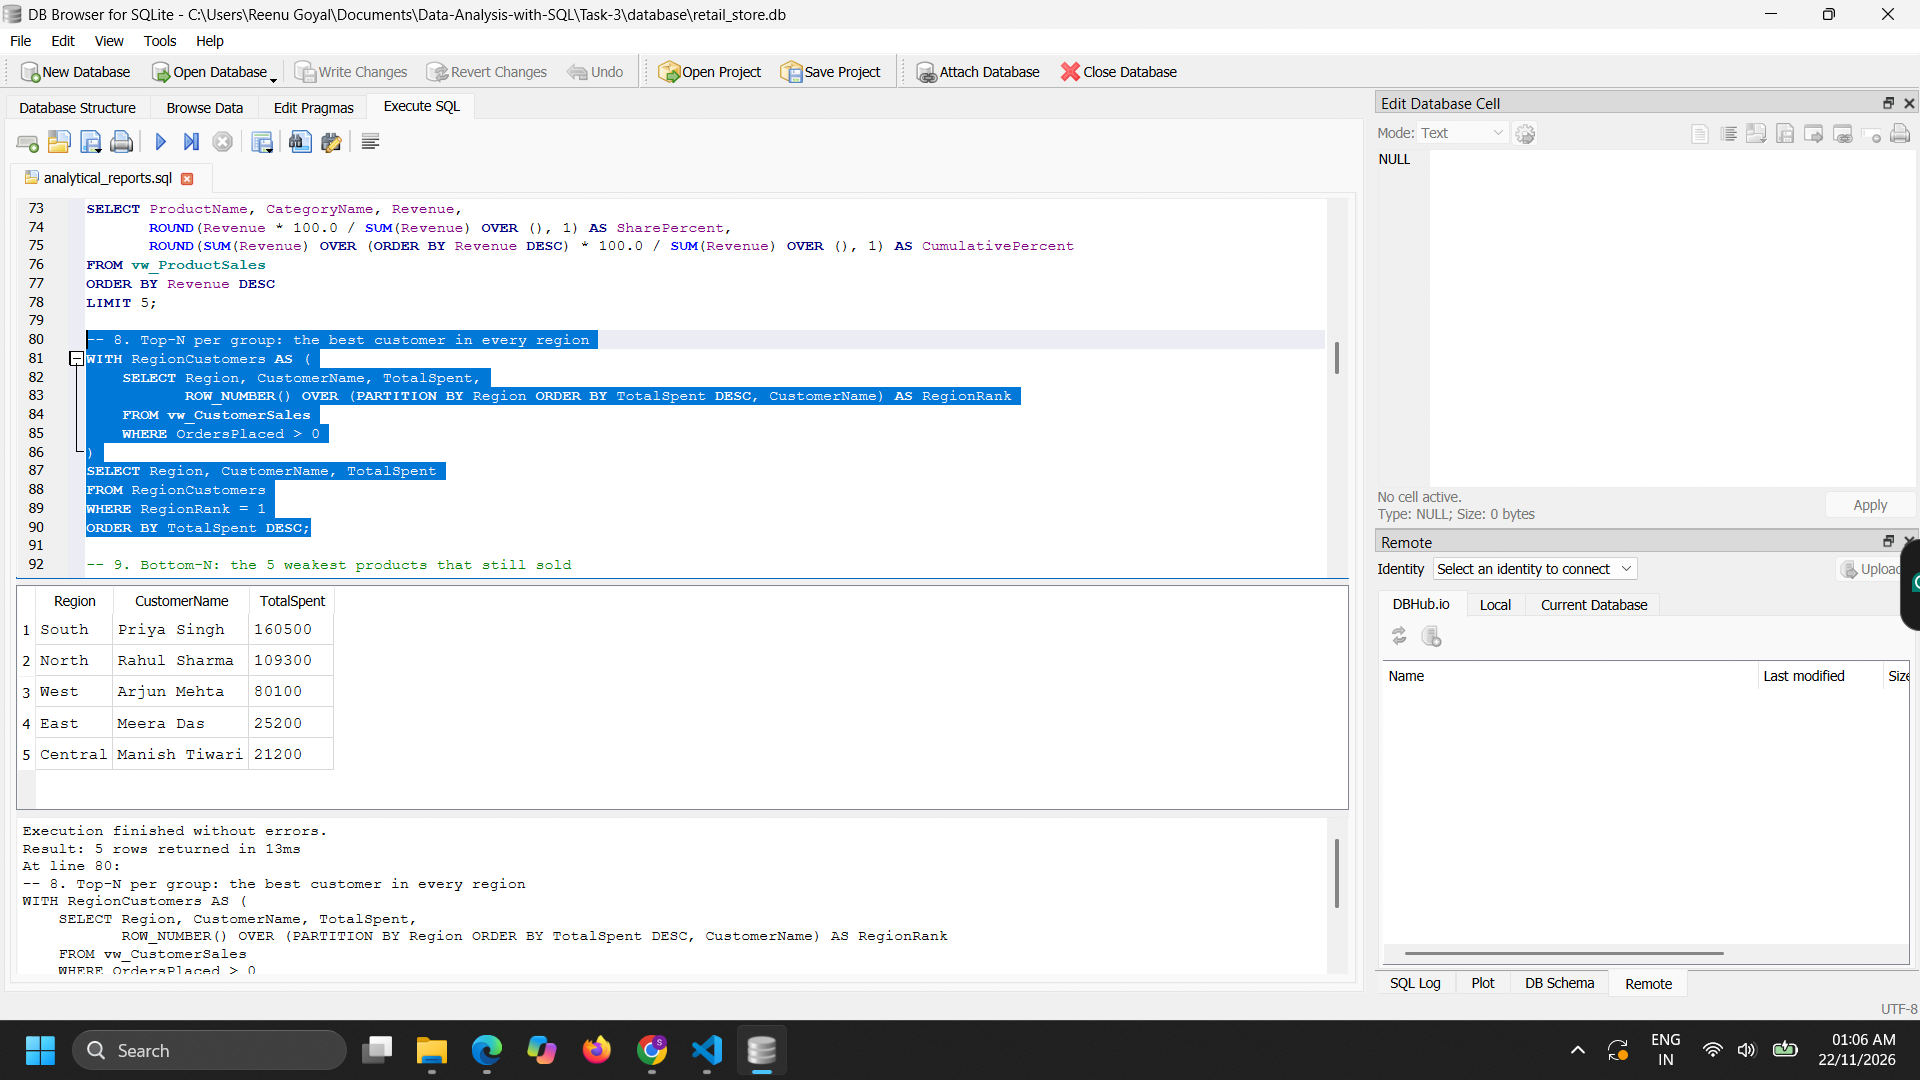 DB Browser for SQLite - C:\Users\Reenu Goyal\Documents\Data-Analysis-with-SQL\Task-3\database\retail_store.db
File Edit View Tools Help
New Database Open Database Write Changes Revert Changes Undo Open Project Save Project Attach Database Close Database
Database Structure Browse Data Edit Pragmas Execute SQL
analytical_reports.sql
73 SELECT ProductName, CategoryName, Revenue,
74 ROUND(Revenue * 100.0 / SUM(Revenue) OVER (), 1) AS SharePercent,
75 ROUND(SUM(Revenue) OVER (ORDER BY Revenue DESC) * 100.0 / SUM(Revenue) OVER (), 1) AS CumulativePercent
76 FROM vw_ProductSales
77 ORDER BY Revenue DESC
78 LIMIT 5;
79
80 -- 8. Top-N per group: the best customer in every region
81 WITH RegionCustomers AS (
82 SELECT Region, CustomerName, TotalSpent,
83 ROW_NUMBER() OVER (PARTITION BY Region ORDER BY TotalSpent DESC, CustomerName) AS RegionRank
84 FROM vw_CustomerSales
85 WHERE OrdersPlaced > 0
86 )
87 SELECT Region, CustomerName, TotalSpent
88 FROM RegionCustomers
89 WHERE RegionRank = 1
90 ORDER BY TotalSpent DESC;
91
92 -- 9. Bottom-N: the 5 weakest products that still sold
Region CustomerName TotalSpent
1 South Priya Singh 160500
2 North Rahul Sharma 109300
3 West Arjun Mehta 80100
4 East Meera Das 25200
5 Central Manish Tiwari 21200
Execution finished without errors.
Result: 5 rows returned in 13ms
At line 80:
-- 8. Top-N per group: the best customer in every region
WITH RegionCustomers AS (
SELECT Region, CustomerName, TotalSpent,
ROW_NUMBER() OVER (PARTITION BY Region ORDER BY TotalSpent DESC, CustomerName) AS RegionRank
FROM vw_CustomerSales
WHERE OrdersPlaced > 0
Edit Database Cell
Mode: Text
NULL
No cell active.
Type: NULL; Size: 0 bytes
Apply
Remote
Identity Select an identity to connect Upload
DBHub.io Local Current Database
Name Last modified Size
SQL Log Plot DB Schema Remote
UTF-8
Search
ENG
IN
01:06 AM
22/11/2026